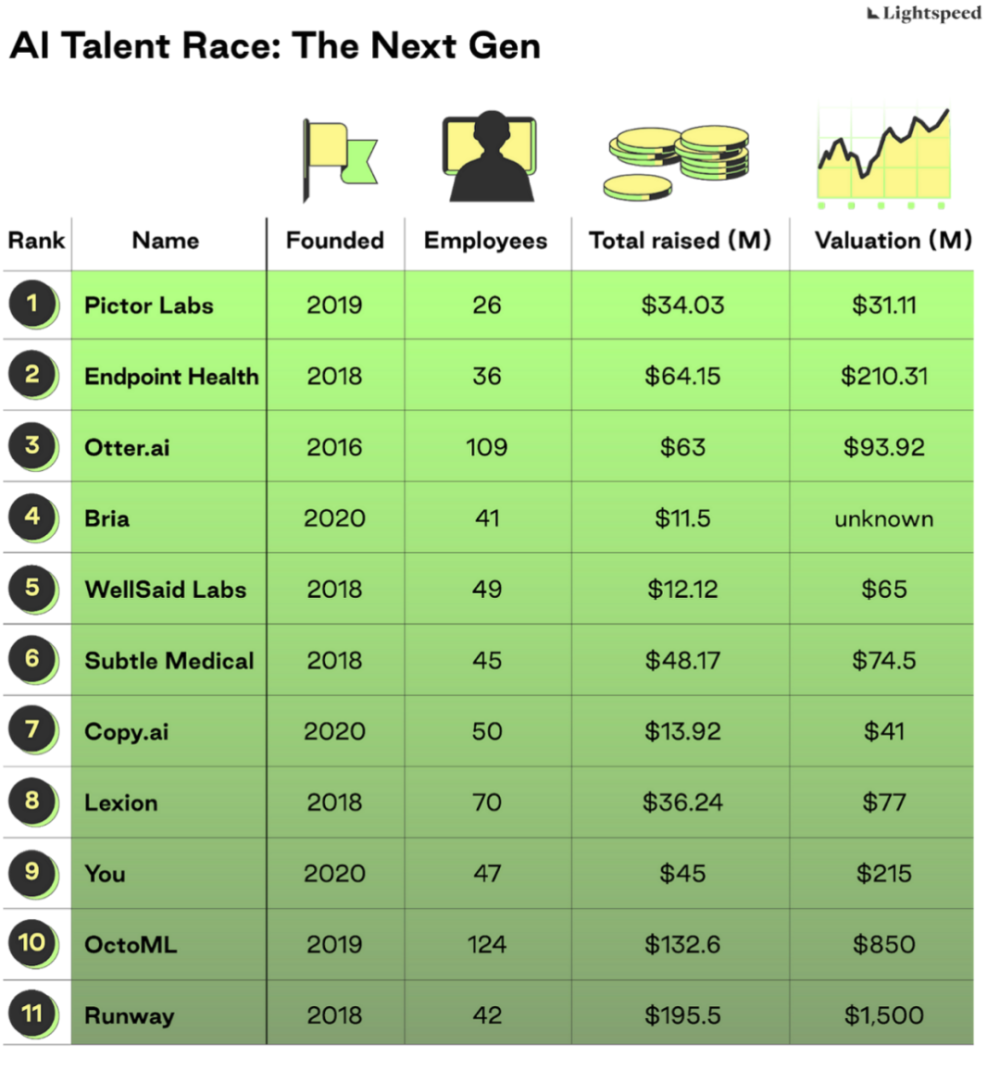 Lightspeed
AI Talent Race: The Next Gen
Rank Name Founded Employees Total raised (M) Valuation (M)
1 Pictor Labs 2019 26 $34.03 $31.11
2 Endpoint Health 2018 36 $64.15 $210.31
3 Otter.ai 2016 109 $63 $93.92
4 Bria 2020 41 $11.5 unknown
5 WellSaid Labs 2018 49 $12.12 $65
6 Subtle Medical 2018 45 $48.17 $74.5
7 Copy.ai 2020 50 $13.92 $41
8 Lexion 2018 70 $36.24 $77
9 You 2020 47 $45 $215
10 OctoML 2019 124 $132.6 $850
11 Runway 2018 42 $195.5 $1,500